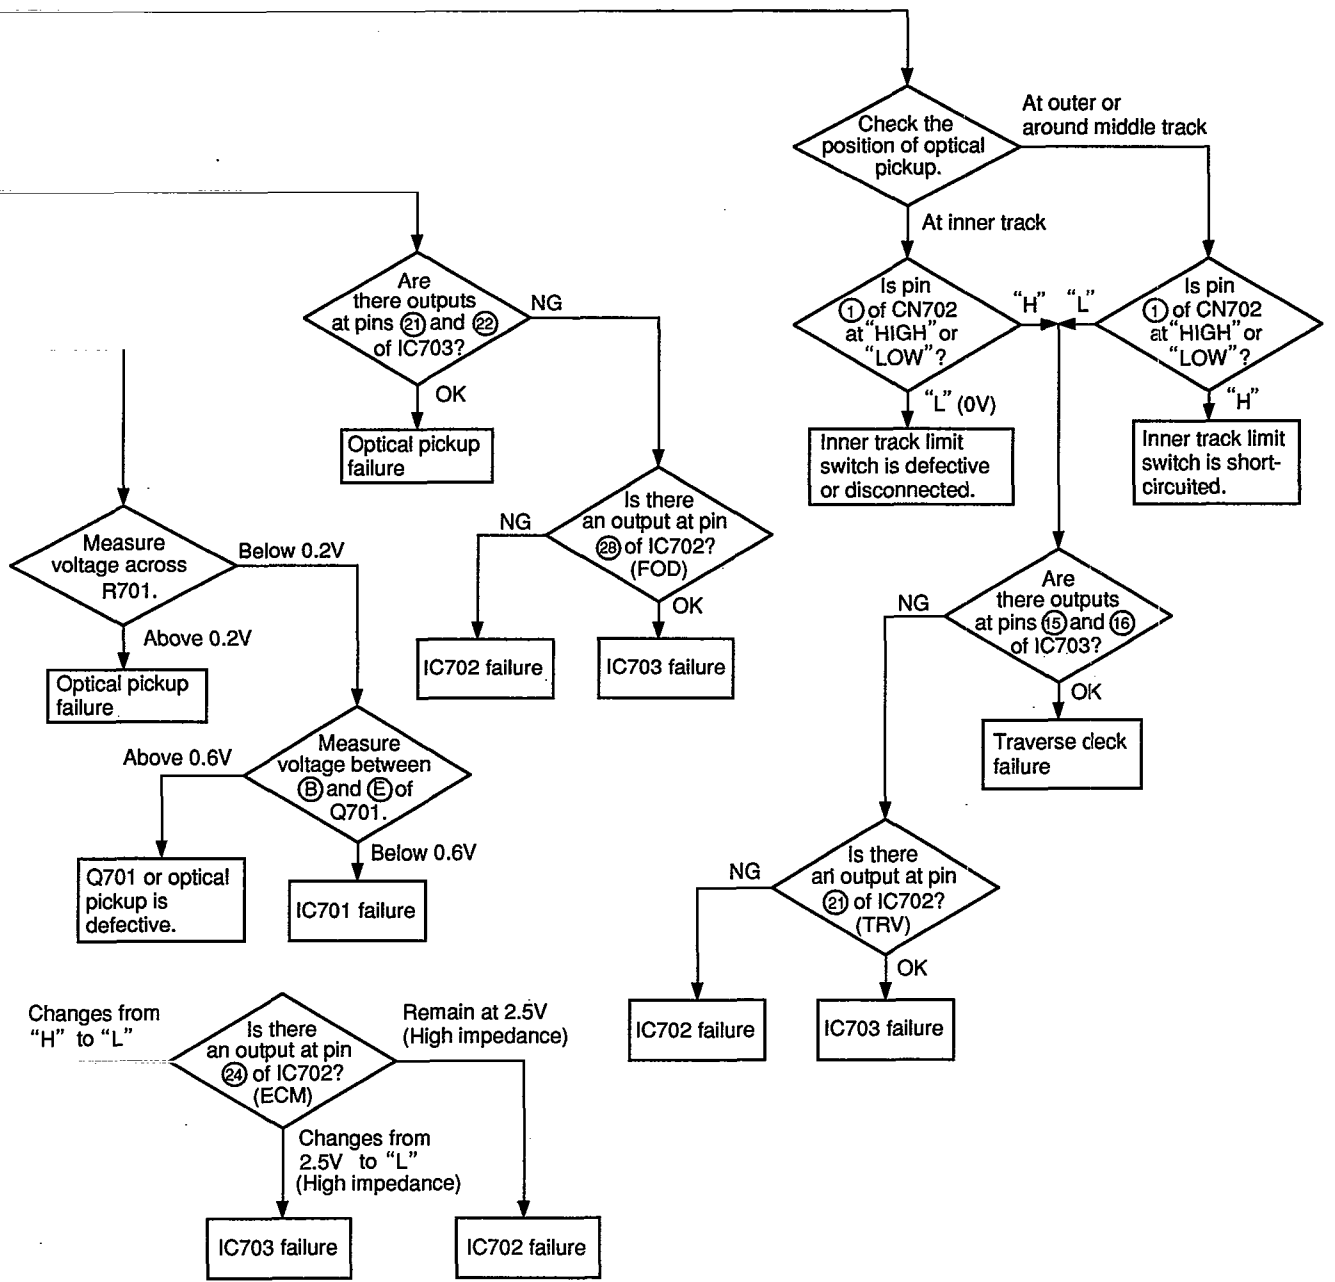 Check the
position of optical
pickup.
At outer or
around middle track
At inner track
Is pin
① of CN702
at "HIGH" or
"LOW"?
"H"
"L"
Is pin
① of CN702
at "HIGH" or
"LOW"?
"L" (0V)
"H"
Inner track limit
switch is defective
or disconnected.
Inner track limit
switch is short-
circuited.
Are
there outputs
at pins ㉑ and ㉒
of IC703?
NG
OK
Optical pickup
failure
Is there
an output at pin
㉘ of IC702?
(FOD)
NG
OK
IC702 failure
IC703 failure
Measure
voltage across
R701.
Below 0.2V
Above 0.2V
Optical pickup
failure
Measure
voltage between
Ⓑ and Ⓔ of
Q701.
Above 0.6V
Below 0.6V
Q701 or optical
pickup is
defective.
IC701 failure
Are
there outputs
at pins ⑮ and ⑯
of IC703?
NG
OK
Traverse deck
failure
Is there
an output at pin
㉑ of IC702?
(TRV)
NG
OK
IC702 failure
IC703 failure
Changes from
"H" to "L"
Is there
an output at pin
㉔ of IC702?
(ECM)
Remain at 2.5V
(High impedance)
Changes from
2.5V to "L"
(High impedance)
IC703 failure
IC702 failure